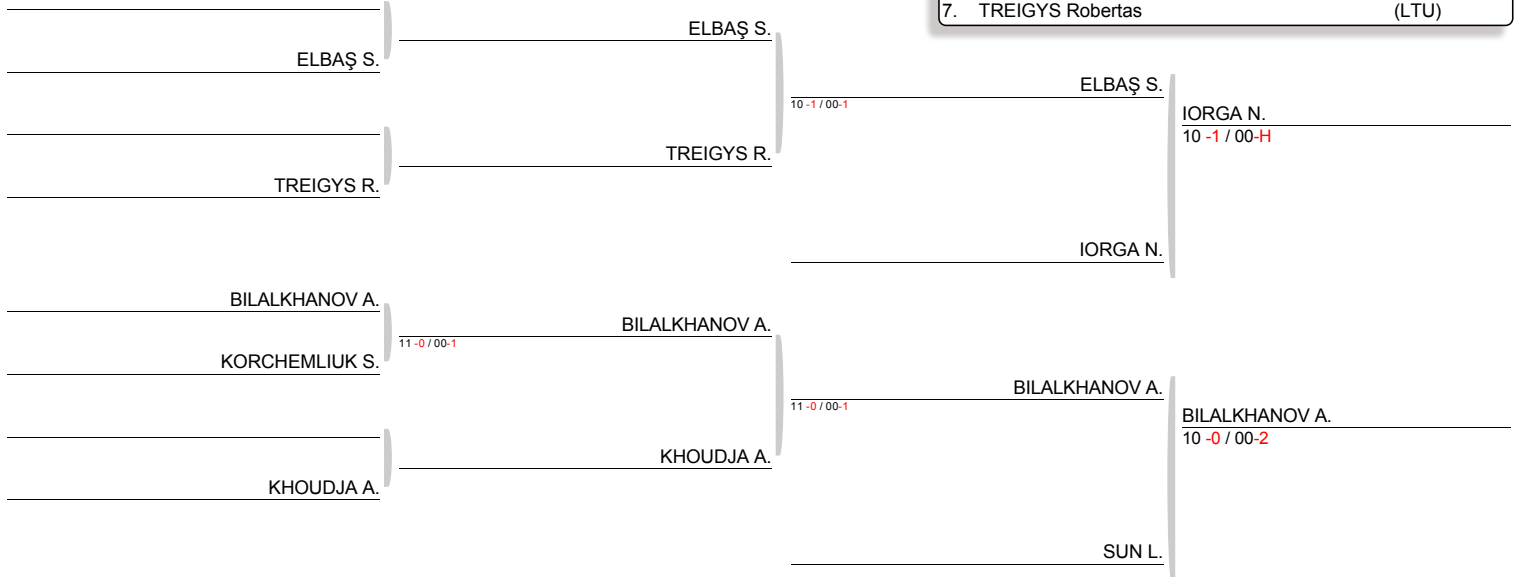 7. TREIGYS Robertas (LTU)
ELBAŞ S.
ELBAŞ S.
ELBAŞ S.
10 -1 / 00-1
IORGA N.
10 -1 / 00-H
TREIGYS R.
TREIGYS R.
IORGA N.
BILALKHANOV A.
BILALKHANOV A.
11 -0 / 00-1
KORCHEMLIUK S.
BILALKHANOV A.
11 -0 / 00-1
BILALKHANOV A.
10 -0 / 00-2
KHOUDJA A.
KHOUDJA A.
SUN L.